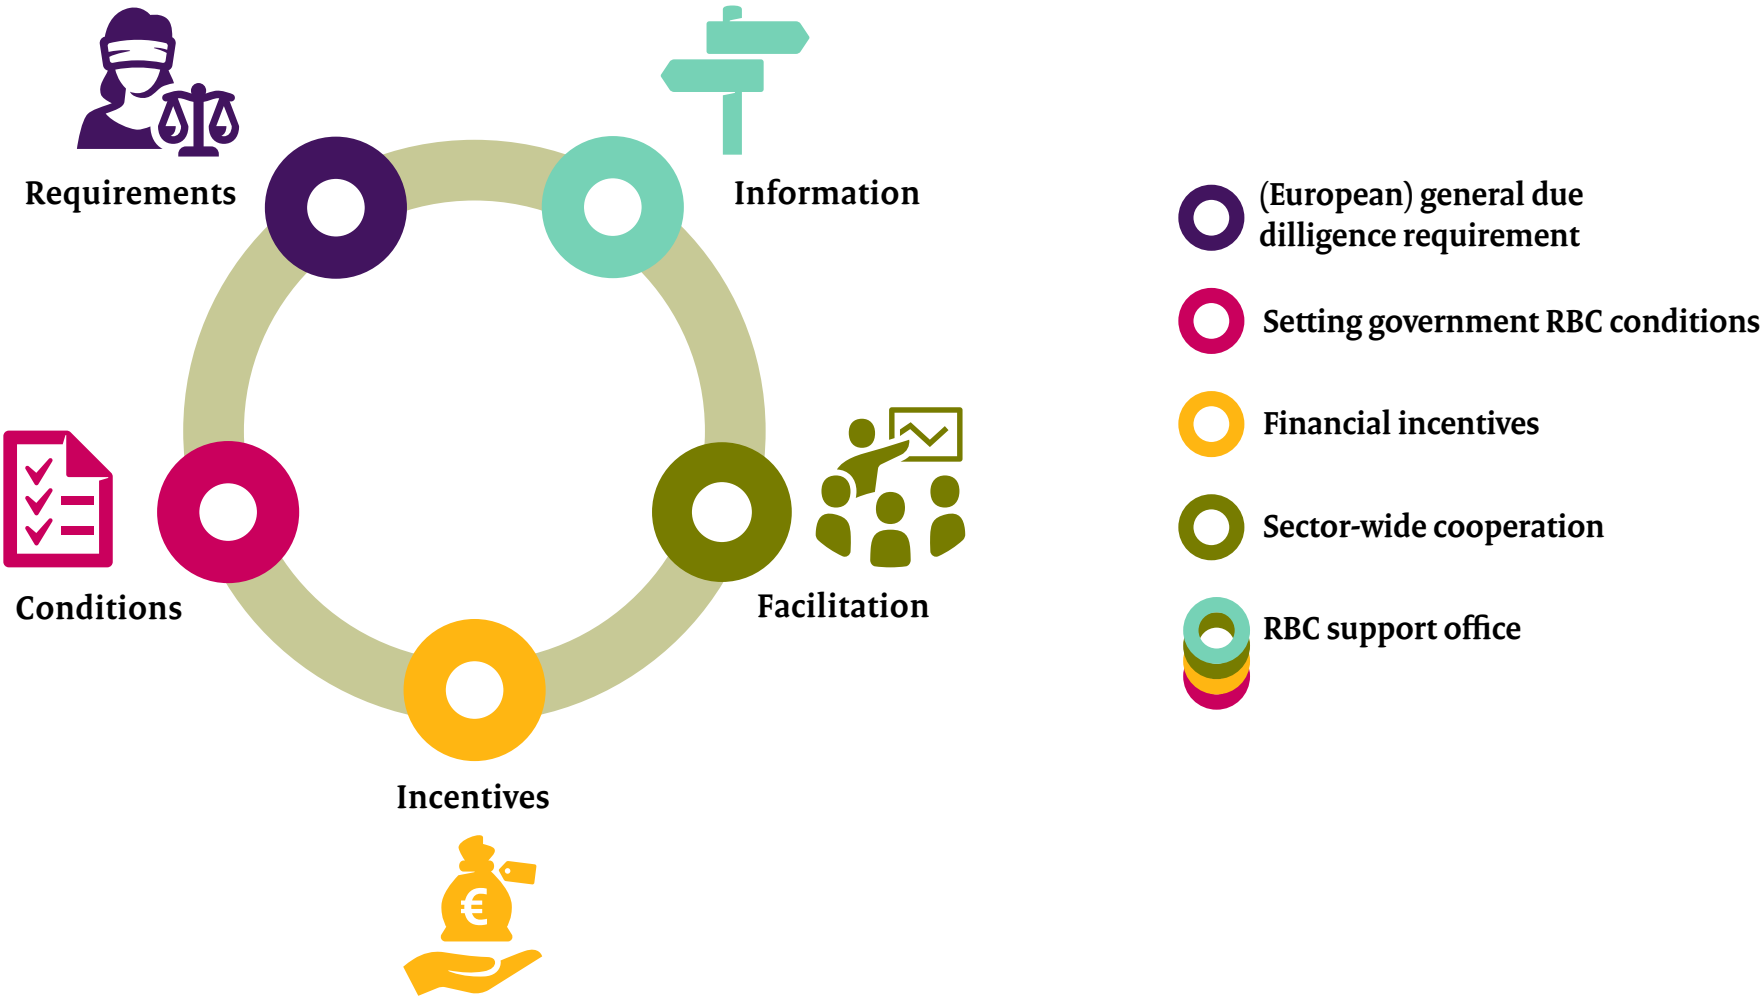 Requirements
Information
Conditions
Facilitation
Incentives
€
(European) general due
dilligence requirement
Setting government RBC conditions
Financial incentives
Sector-wide cooperation
RBC support office